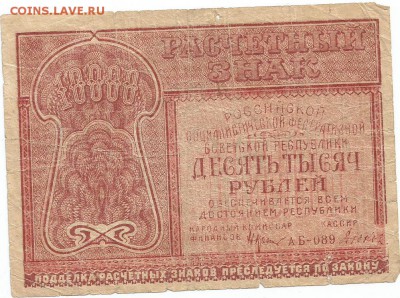 COINS.LAVE.RU
РАСЧЕТНЫЙ
ЗНАК
10000
РОССИЙСКОЙ
СОЦИАЛИСТИЧЕСКОЙ ФЕДЕРАТИВНОЙ
СОВЕТСКОЙ РЕСПУБЛИКИ
ДЕСЯТЬ ТЫСЯЧ
РУБЛЕЙ
ОБЕСПЕЧИВАЕТСЯ ВСЕМ
ДОСТОЯНИЕМ РЕСПУБЛИКИ
НАРОДНЫЙ КОМИССАР КАССИР
ФИНАНСОВ АБ-089
ПОДДЕЛКА РАСЧЕТНЫХ ЗНАКОВ ПРЕСЛЕДУЕТСЯ ПО ЗАКОНУ